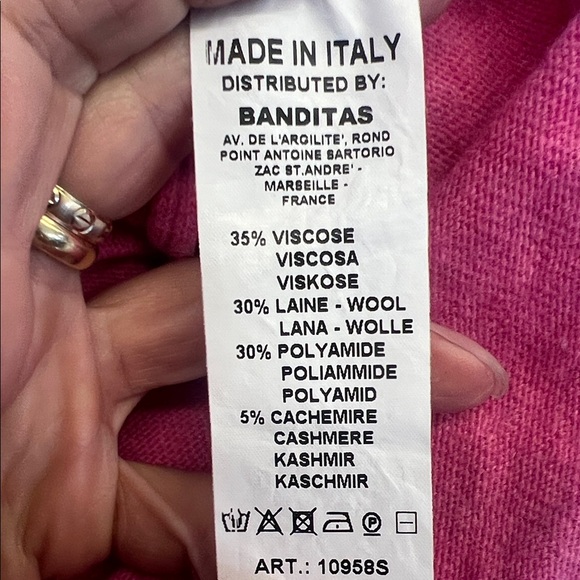 MADE IN ITALY
DISTRIBUTED BY:
BANDITAS
AV. DE L'ARGILITE', ROND
POINT ANTOINE SARTORIO
ZAC ST.ANDRE' -
MARSEILLE -
FRANCE
35% VISCOSE
VISCOSA
VISKOSE
30% LAINE - WOOL
LANA - WOLLE
30% POLYAMIDE
POLIAMMIDE
POLYAMID
5% CACHEMIRE
CASHMERE
KASHMIR
KASCHMIR
P
ART.: 10958S